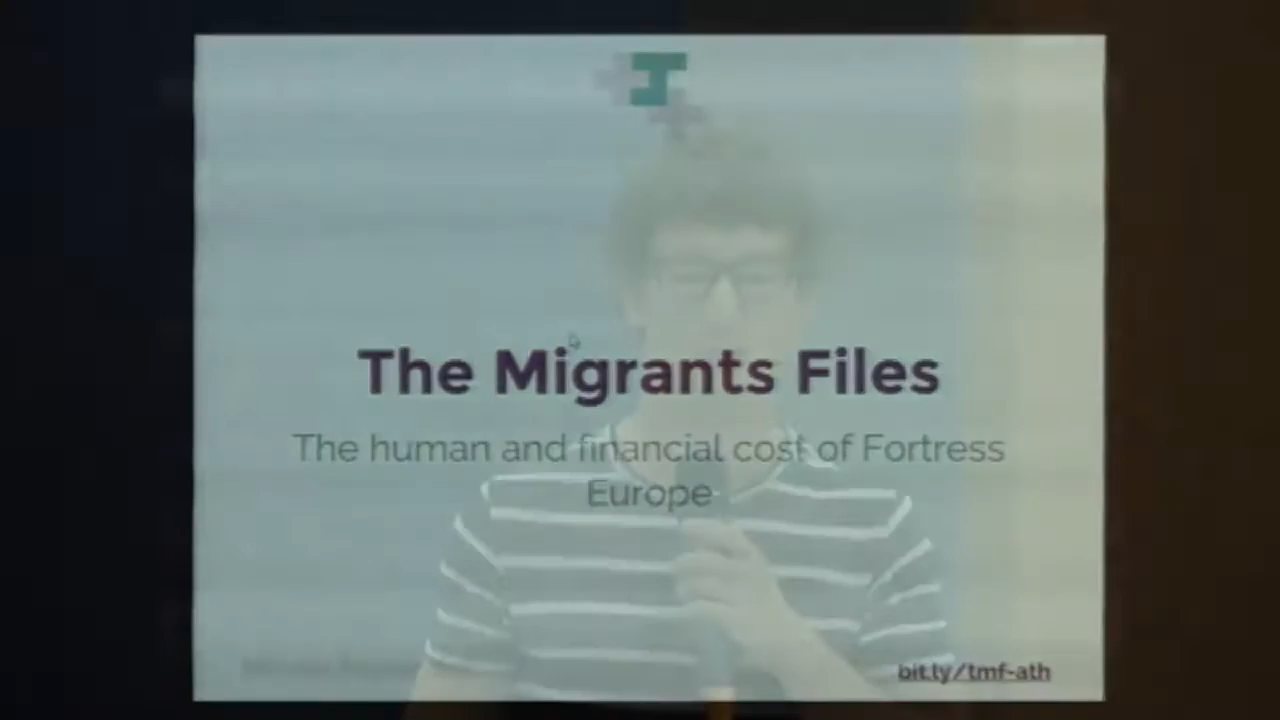 The Migrants Files
The human and financial cost of Fortress
Europe
bit.ly/tmf-ath